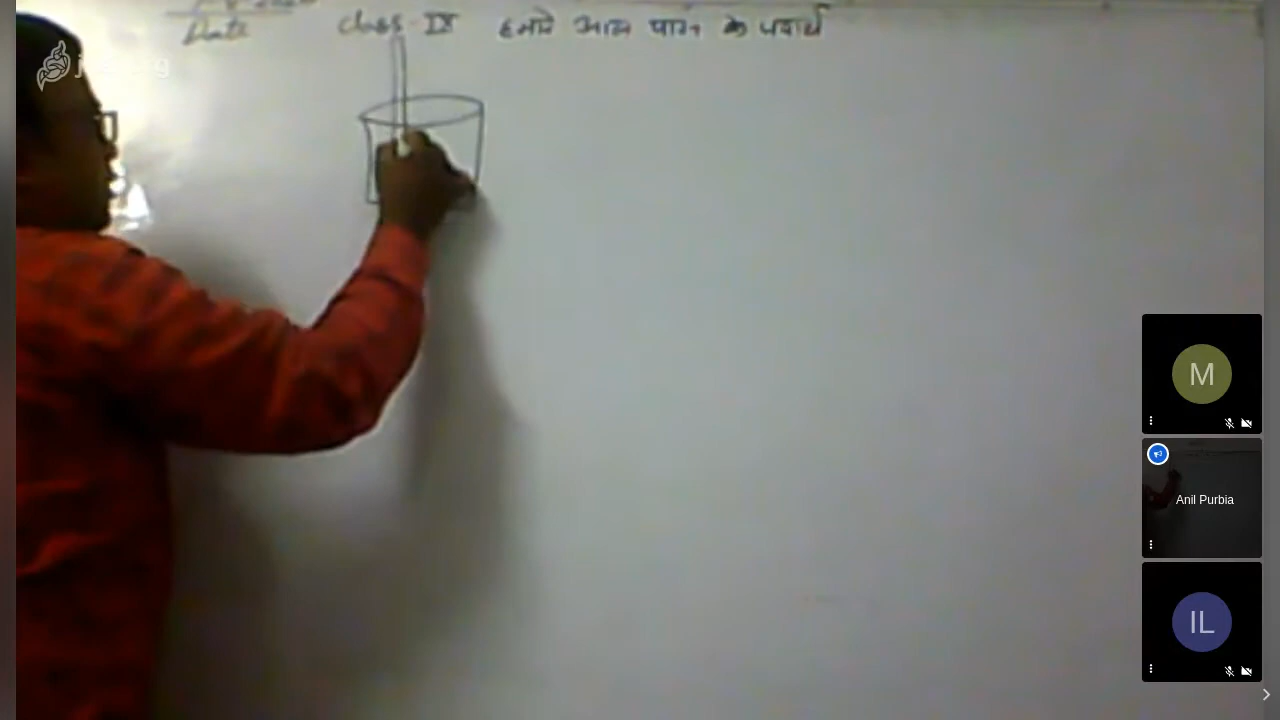 Date Class IX हमारे आस पास के पदार्थ
M
Anil Purbia
IL